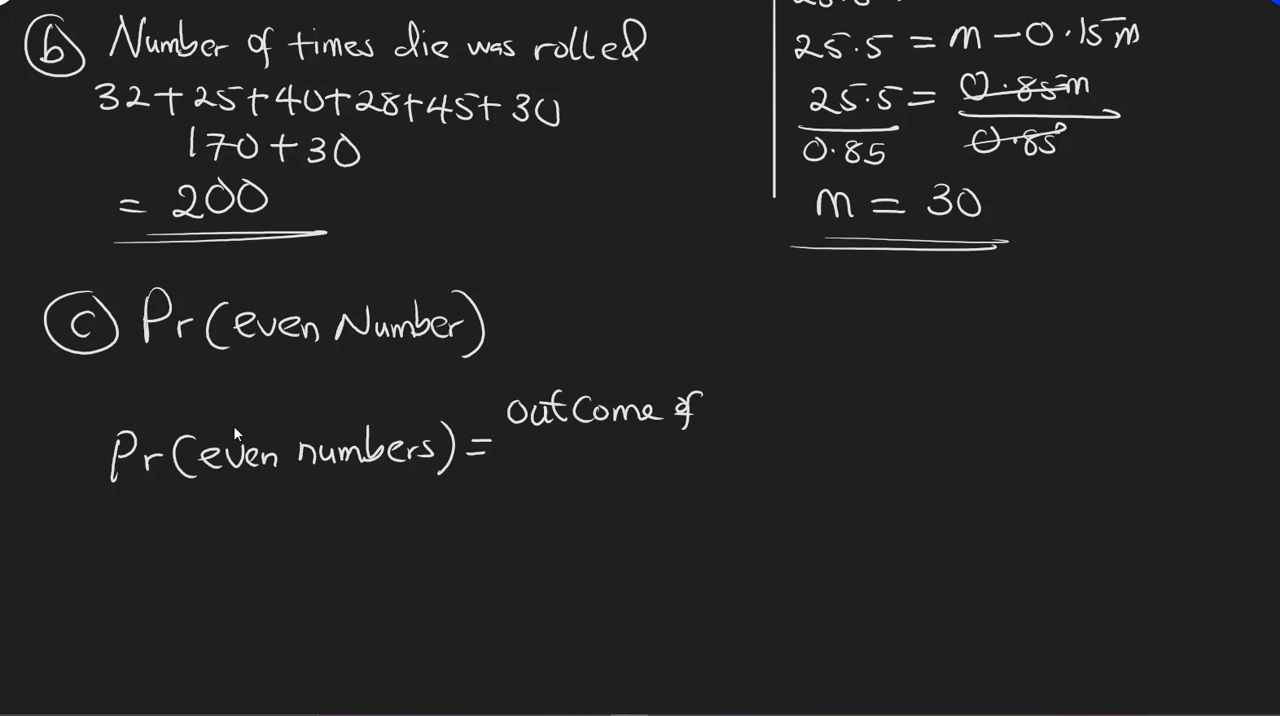 b Number of times die was rolled
32+25+40+28+45+30
170+30
= 200
25.5 = m-0.15m
25.5 = 0.85m
0.85 0.85
m = 30
c Pr(even Number)
outcome of
Pr(even numbers) =